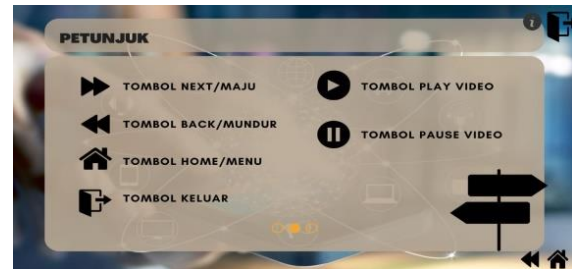 PETUNJUK
TOMBOL NEXT/MAJU
TOMBOL BACK/MUNDUR
TOMBOL HOME/MENU
TOMBOL KELUAR
TOMBOL PLAY VIDEO
TOMBOL PAUSE VIDEO